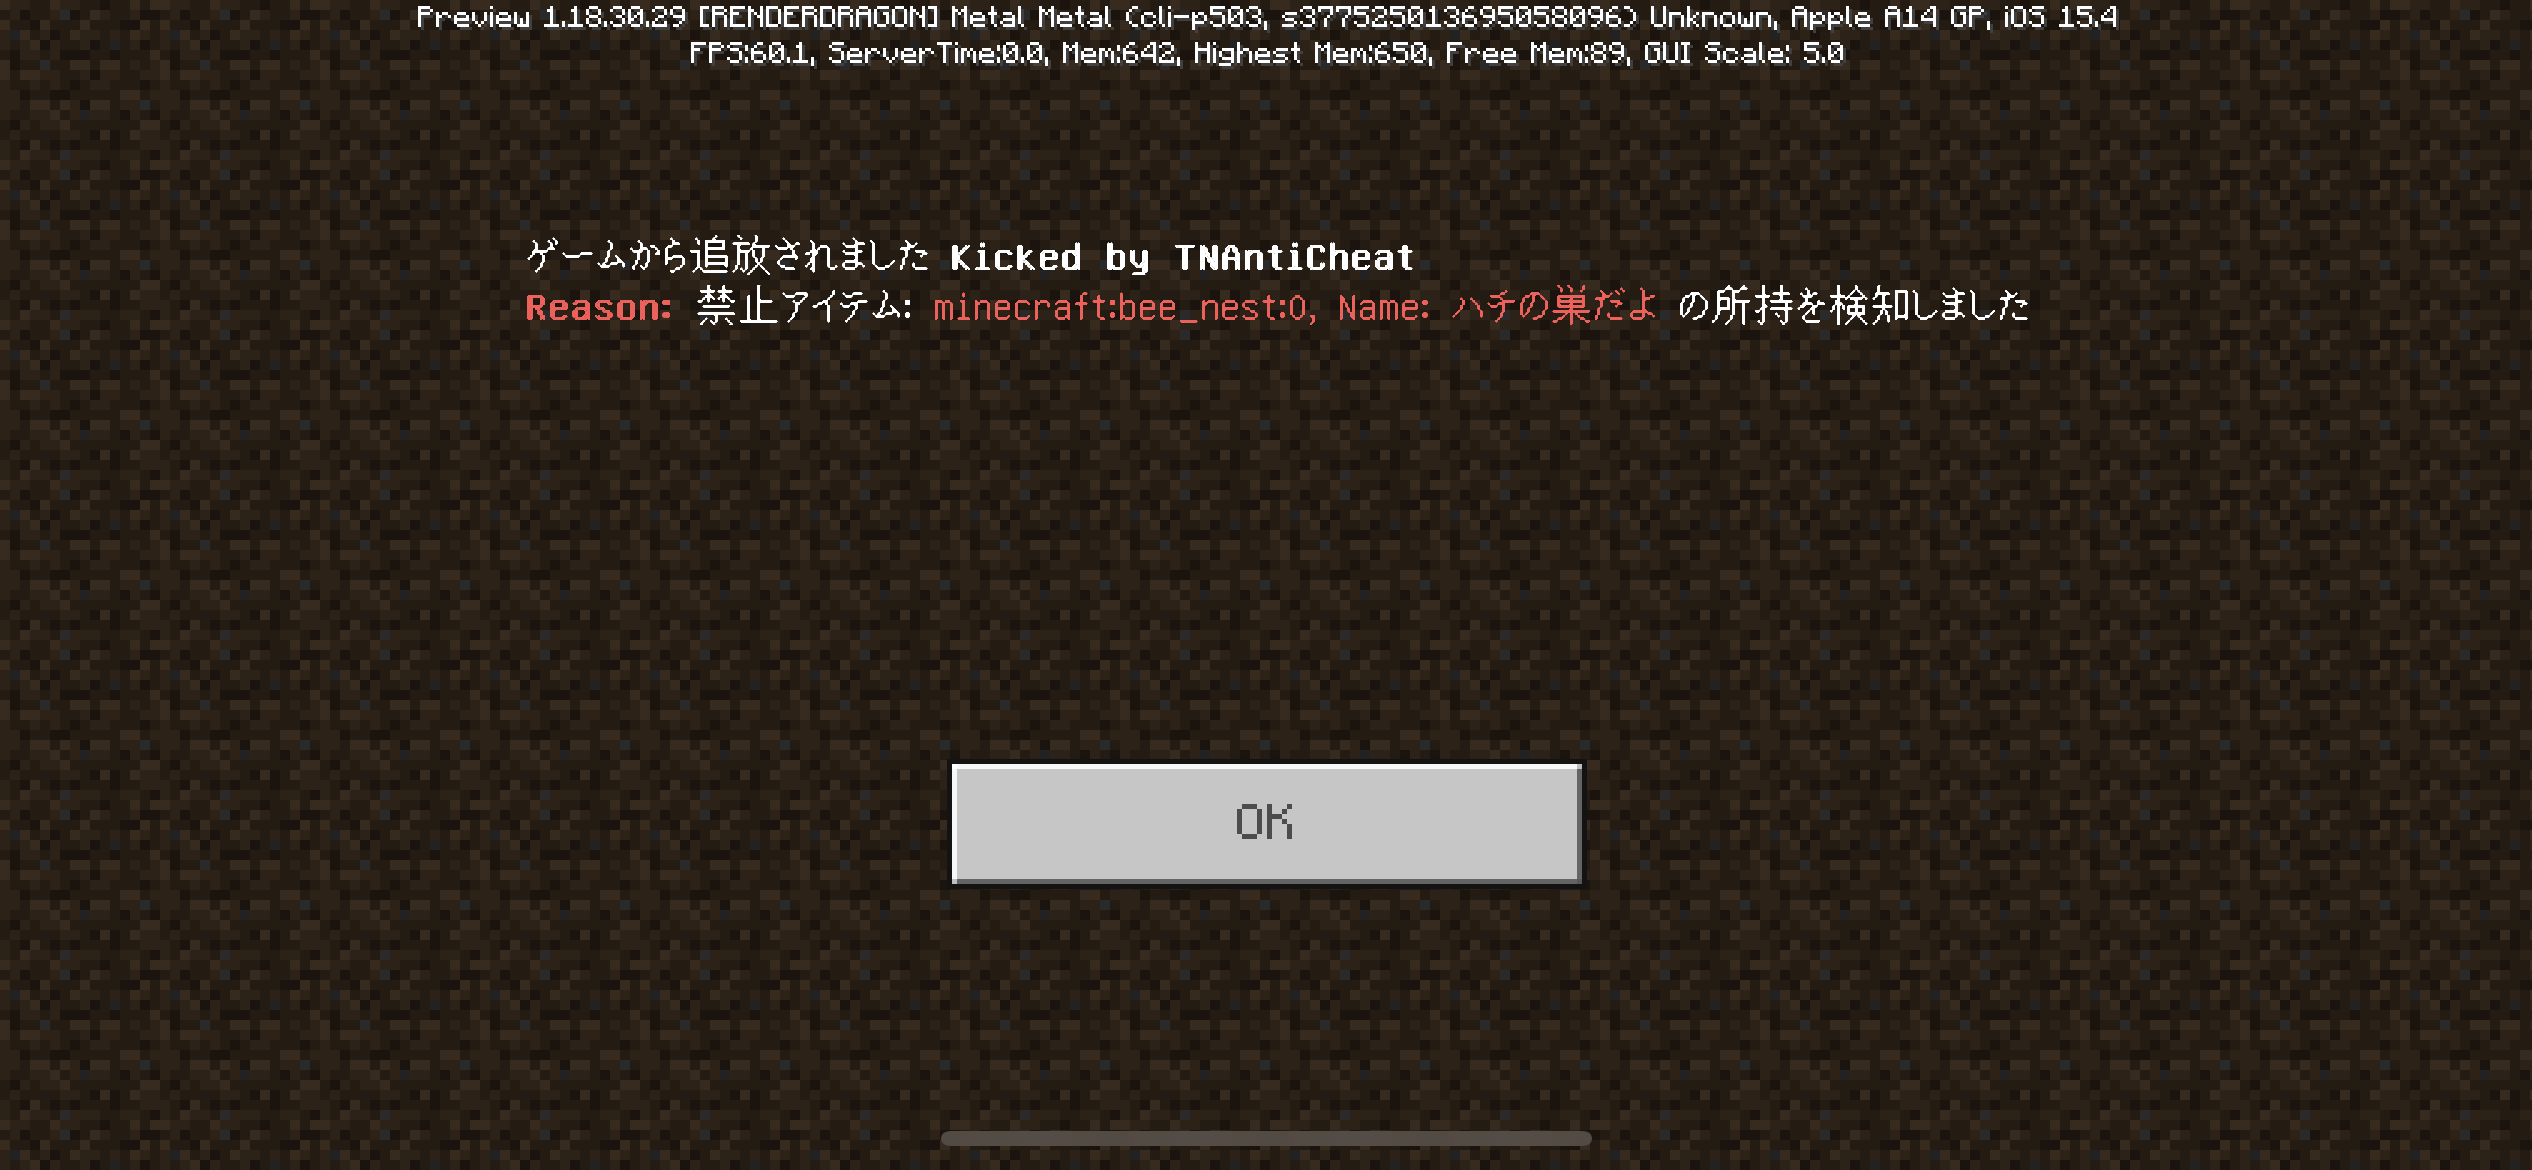 Preview 1.18.30.29 [RENDERDRAGON] Metal Metal (cli-p503, s3775250136950058096) Unknown, Apple A14 GP, iOS 15.4
FPS:60.1, ServerTime:0.0, Mem:642, Highest Mem:650, Free Mem:89, GUI Scale: 5.0
ゲームから追放されました Kicked by TNAntiCheat
Reason: 禁止アイテム: minecraft:bee_nest:0, Name: ハチの巣だよ の所持を検知しました
OK